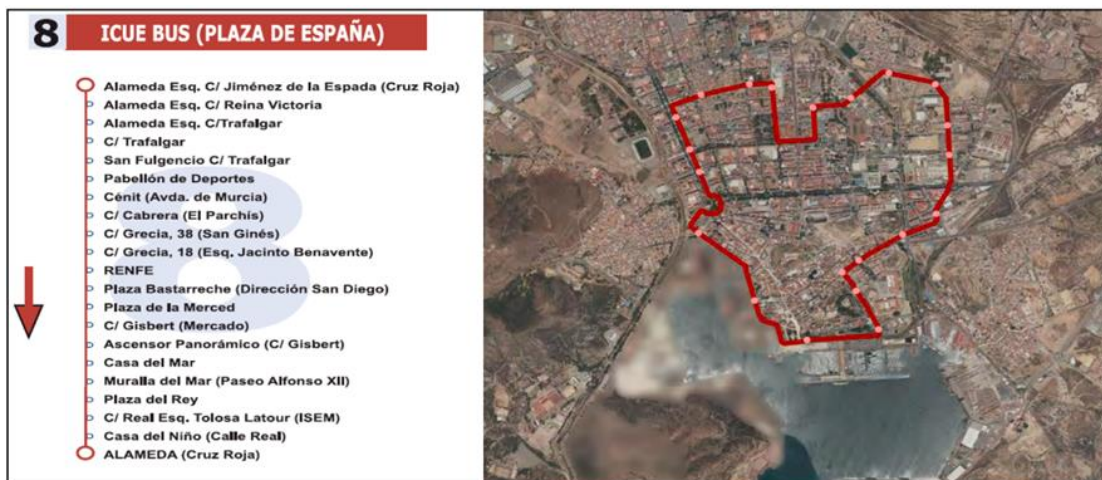 8
ICUE BUS (PLAZA DE ESPAÑA)
Alameda Esq. C/ Jiménez de la Espada (Cruz Roja)
Alameda Esq. C/ Reina Victoria
Alameda Esq. C/Trafalgar
C/ Trafalgar
San Fulgencio C/ Trafalgar
Pabellón de Deportes
Cénit (Avda. de Murcia)
C/ Cabrera (El Parchís)
C/ Grecia, 38 (San Ginés)
C/ Grecia, 18 (Esq. Jacinto Benavente)
RENFE
Plaza Bastarreche (Dirección San Diego)
Plaza de la Merced
C/ Gisbert (Mercado)
Ascensor Panorámico (C/ Gisbert)
Casa del Mar
Muralla del Mar (Paseo Alfonso XII)
Plaza del Rey
C/ Real Esq. Tolosa Latour (ISEM)
Casa del Niño (Calle Real)
ALAMEDA (Cruz Roja)
8